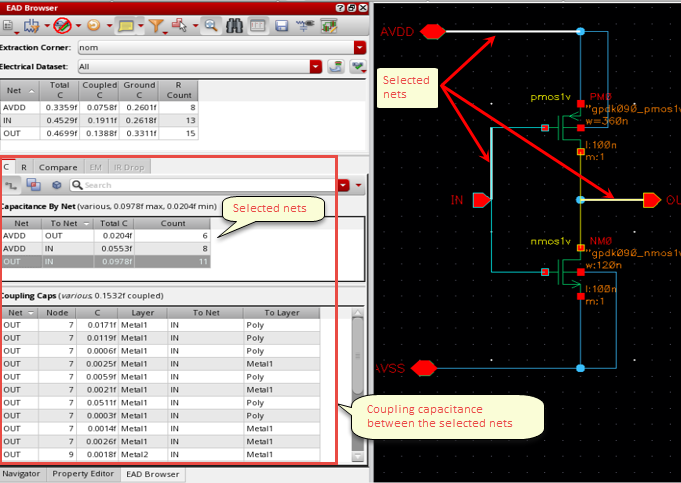 EAD Browser
Extraction Corner: nom
Electrical Dataset: All
Net Total C Coupled C Ground C R Count
AVDD 0.3359f 0.0758f 0.2601f 8
IN 0.4529f 0.1911f 0.2618f 13
OUT 0.4699f 0.1388f 0.3311f 15
C R Compare EM IR Drop
Search
Capacitance By Net (various, 0.0978f max, 0.0204f min)
Net To Net Total C Count
AVDD OUT 0.0204f 6
AVDD IN 0.0553f 8
OUT IN 0.0978f 11
Selected nets
Coupling Caps (various, 0.1532f coupled)
Net Node C Layer To Net To Layer
OUT 7 0.0171f Metal1 IN Poly
OUT 7 0.0119f Metal1 IN Poly
OUT 7 0.0006f Metal1 IN Poly
OUT 7 0.0025f Metal1 IN Metal1
OUT 7 0.0059f Metal1 IN Poly
OUT 7 0.0021f Metal1 IN Metal1
OUT 7 0.0511f Metal1 IN Poly
OUT 7 0.0003f Metal1 IN Poly
OUT 7 0.0014f Metal1 IN Metal1
OUT 7 0.0026f Metal1 IN Metal1
OUT 9 0.0018f Metal2 IN Metal1
Coupling capacitance
between the selected nets
Navigator Property Editor EAD Browser
AVDD
Selected
nets
pmos1v PM0
"gpdk090_pmos1v
w=360n
l:100n
m:1
IN
OU
nmos1v NM0
"gpdk090_nmos1v
w:120n
l:100n
m:1
AVSS